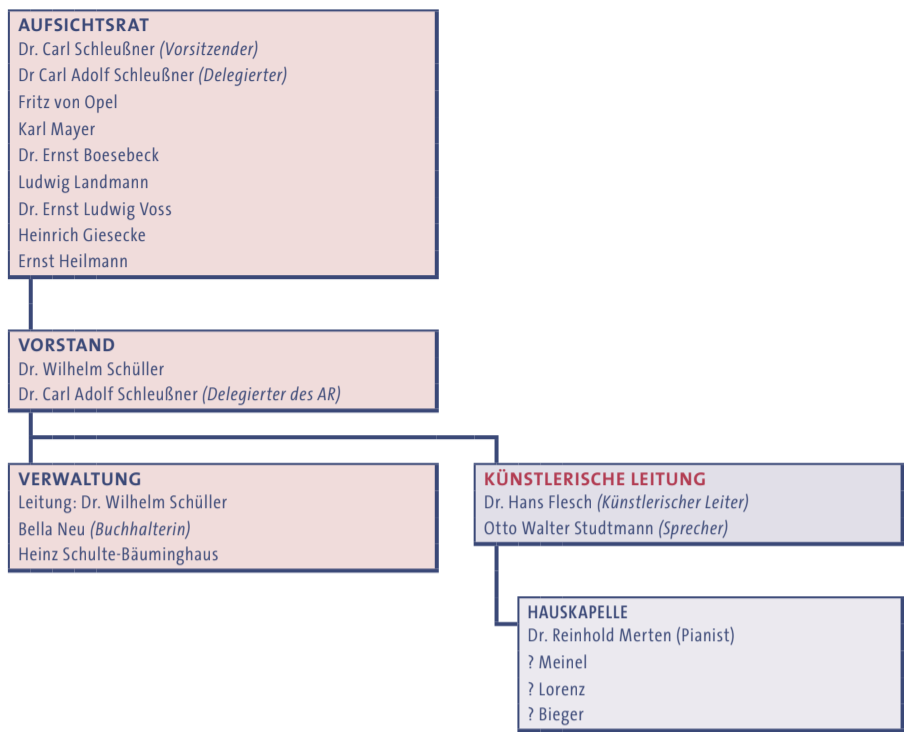 AUFSICHTSRAT
Dr. Carl Schleußner (Vorsitzender)
Dr Carl Adolf Schleußner (Delegierter)
Fritz von Opel
Karl Mayer
Dr. Ernst Boesebeck
Ludwig Landmann
Dr. Ernst Ludwig Voss
Heinrich Giesecke
Ernst Heilmann
VORSTAND
Dr. Wilhelm Schüller
Dr. Carl Adolf Schleußner (Delegierter des AR)
VERWALTUNG
Leitung: Dr. Wilhelm Schüller
Bella Neu (Buchhalterin)
Heinz Schulte-Bäuminghaus
KÜNSTLERISCHE LEITUNG
Dr. Hans Flesch (Künstlerischer Leiter)
Otto Walter Studtmann (Sprecher)
HAUSKAPELLE
Dr. Reinhold Merten (Pianist)
? Meinel
? Lorenz
? Bieger